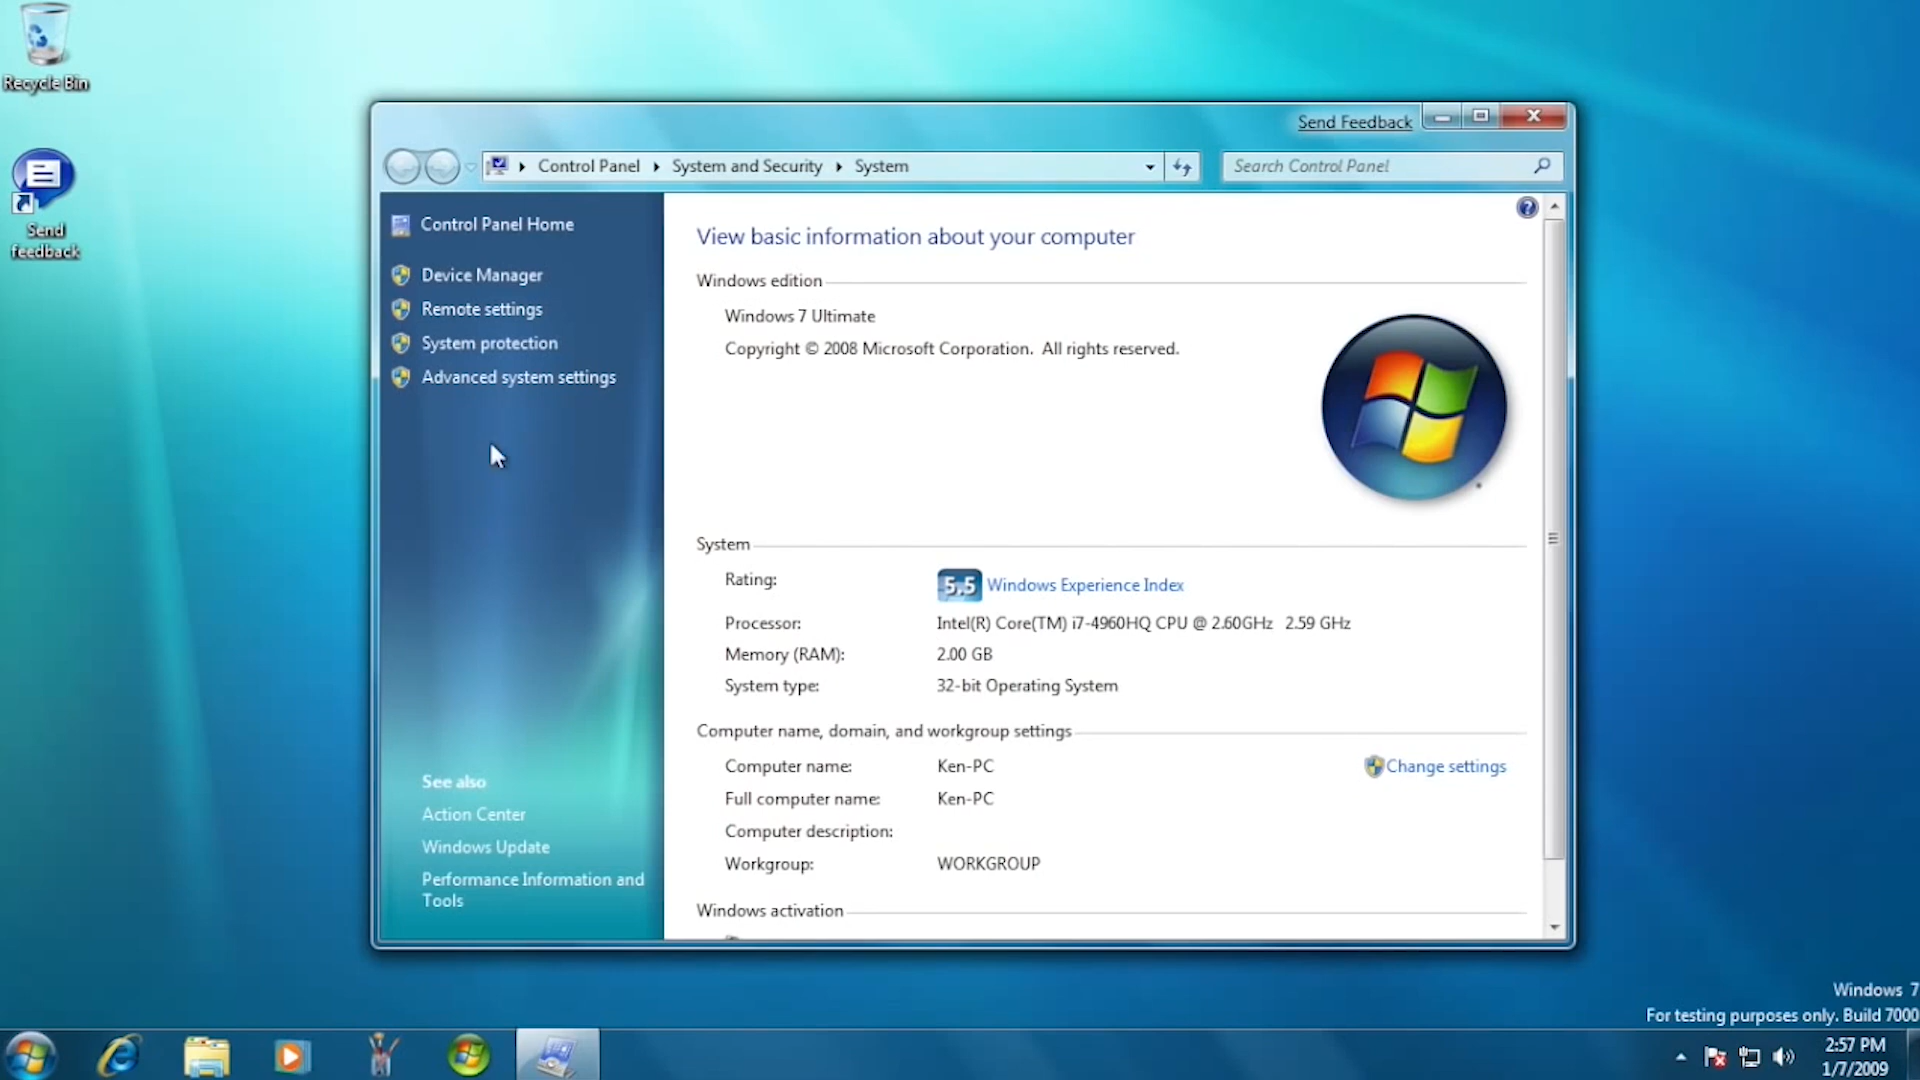 Recycle Bin
Send
feedback
Send Feedback
Control Panel
System and Security
System
Search Control Panel
Control Panel Home
Device Manager
Remote settings
System protection
Advanced system settings
See also
Action Center
Windows Update
Performance Information and
Tools
View basic information about your computer
Windows edition
Windows 7 Ultimate
Copyright © 2008 Microsoft Corporation.  All rights reserved.
System
Rating:
5.5 Windows Experience Index
Processor:
Intel(R) Core(TM) i7-4960HQ CPU @ 2.60GHz  2.59 GHz
Memory (RAM):
2.00 GB
System type:
32-bit Operating System
Computer name, domain, and workgroup settings
Computer name:
Ken-PC
Change settings
Full computer name:
Ken-PC
Computer description:
Workgroup:
WORKGROUP
Windows activation
Windows 7
For testing purposes only. Build 7000
2:57 PM
1/7/2009